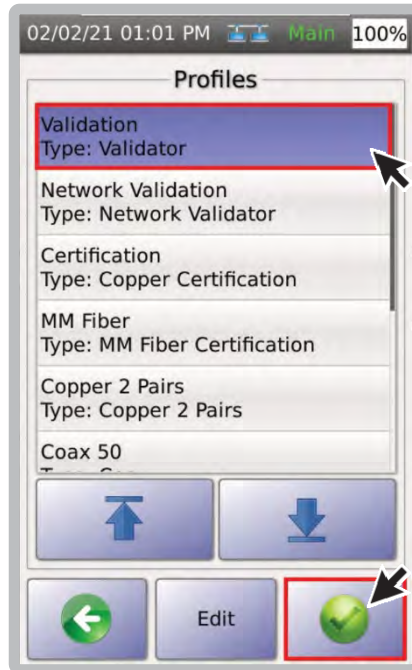 02/02/21 01:01 PM Main 100%
Profiles
Validation
Type: Validator
Network Validation
Type: Network Validator
Certification
Type: Copper Certification
MM Fiber
Type: MM Fiber Certification
Copper 2 Pairs
Type: Copper 2 Pairs
Coax 50
Edit